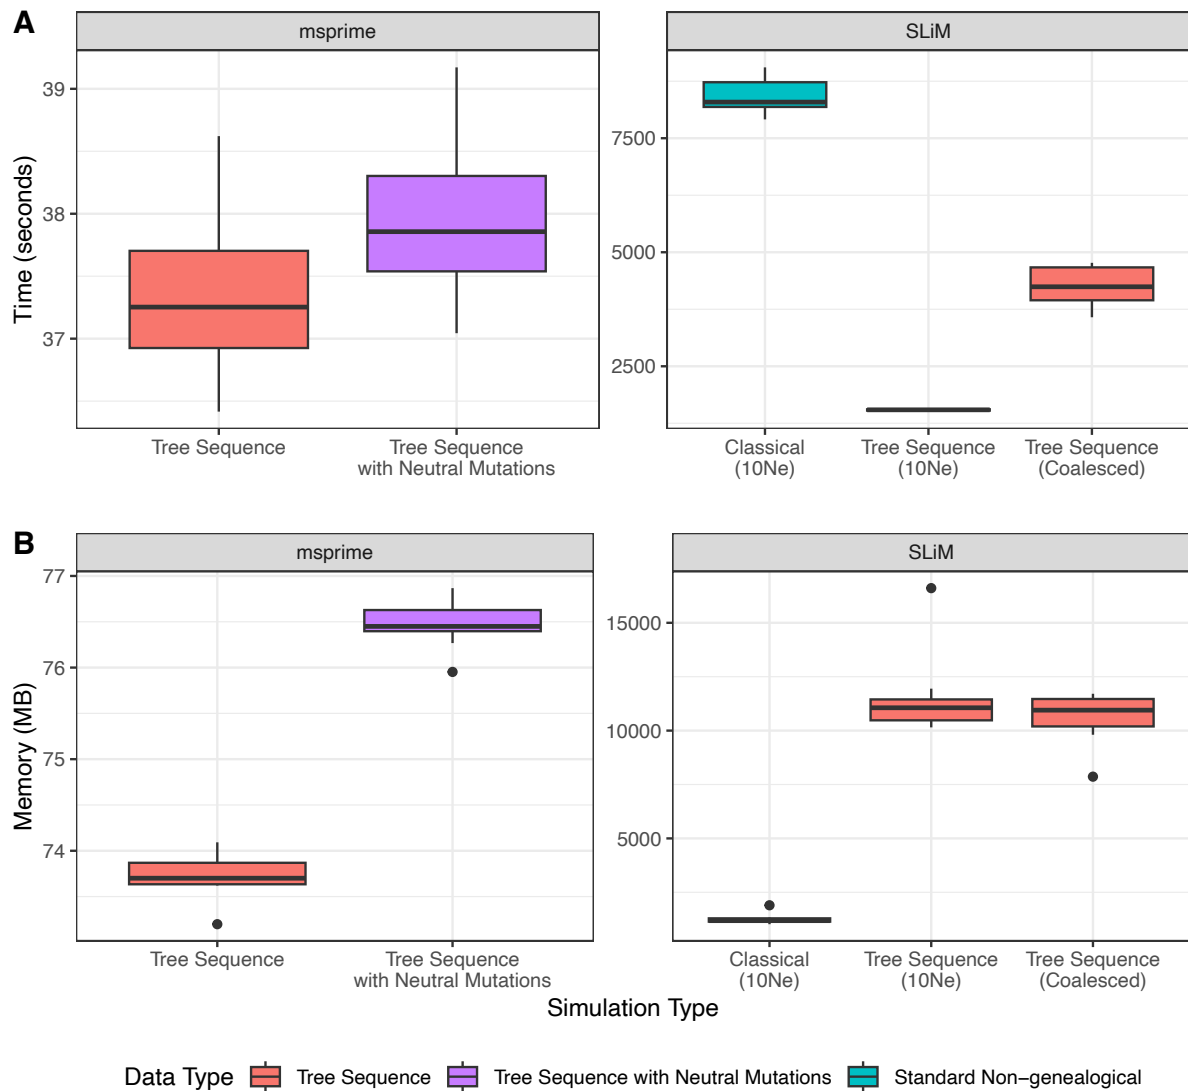 A
msprime
SLiM
Time (seconds)
39
38
37
7500
5000
2500
Tree Sequence
Tree Sequence
with Neutral Mutations
Classical
(10Ne)
Tree Sequence
(10Ne)
Tree Sequence
(Coalesced)
B
msprime
SLiM
Memory (MB)
77
76
75
74
15000
10000
5000
Tree Sequence
Tree Sequence
with Neutral Mutations
Classical
(10Ne)
Tree Sequence
(10Ne)
Tree Sequence
(Coalesced)
Simulation Type
Data Type Tree Sequence Tree Sequence with Neutral Mutations Standard Non−genealogical